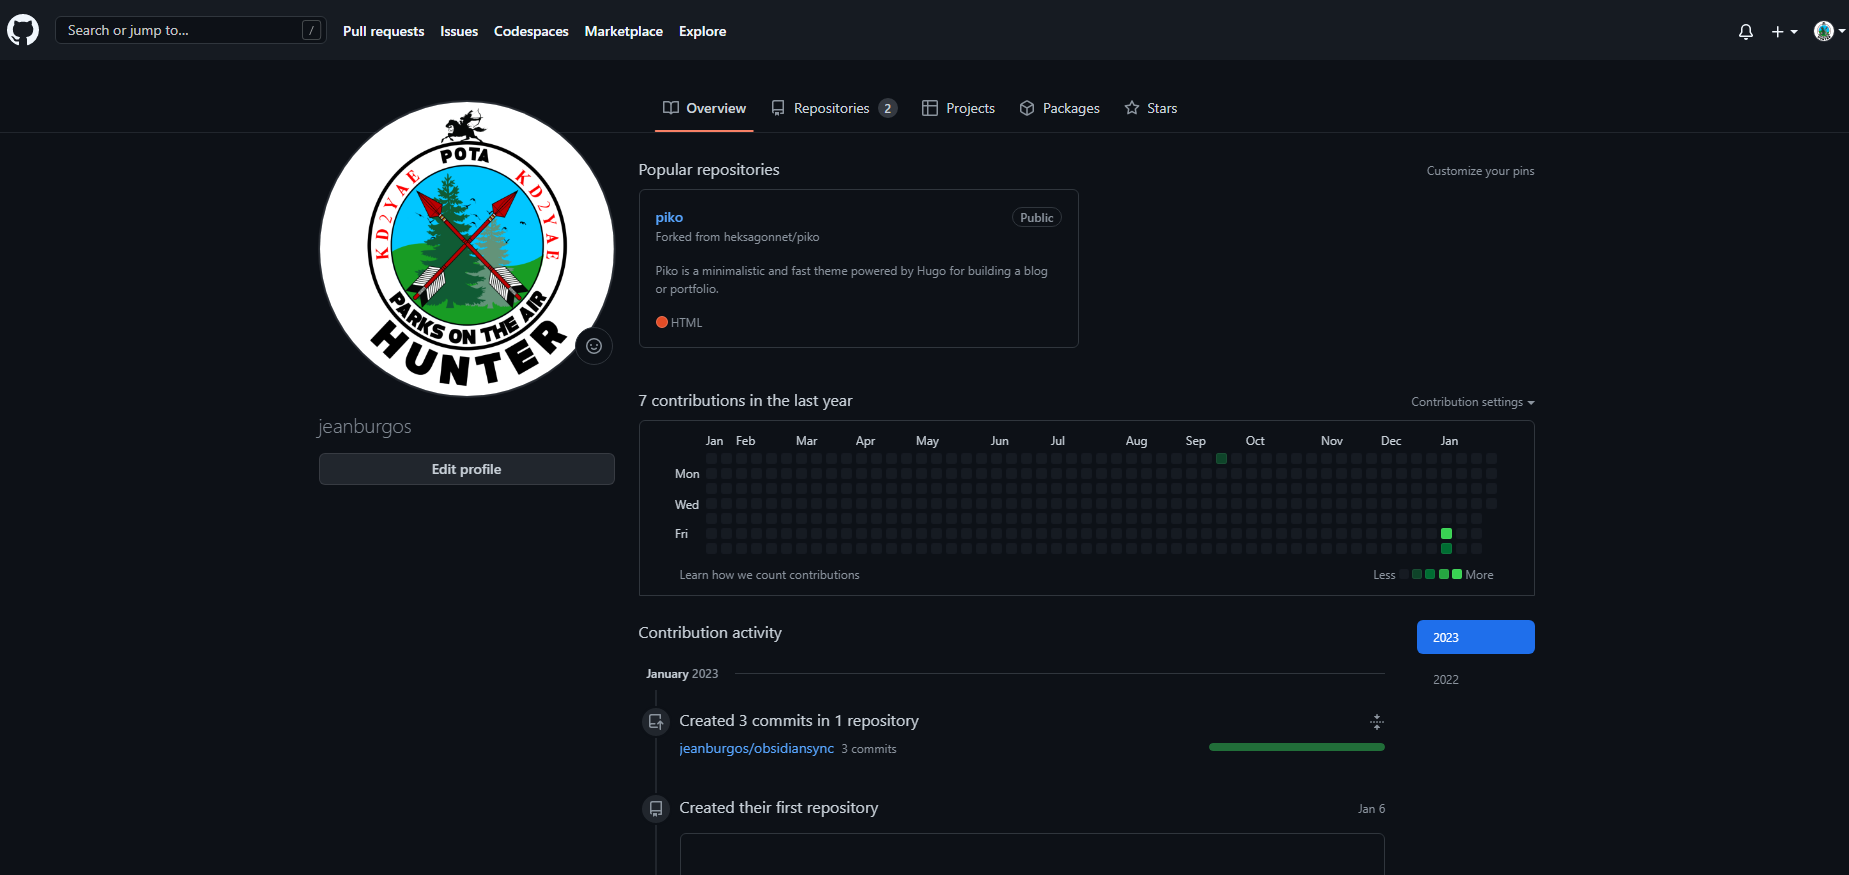 Search or jump to...
/
Pull requests
Issues
Codespaces
Marketplace
Explore
Overview
Repositories 2
Projects
Packages
Stars
POTA
KD2YAE
KD2YAE
PARKS ON THE AIR
HUNTER
jeanburgos
Edit profile
Popular repositories
Customize your pins
piko
Public
Forked from heksagonnet/piko
Piko is a minimalistic and fast theme powered by Hugo for building a blog
or portfolio.
HTML
7 contributions in the last year
Contribution settings
Jan Feb Mar Apr May Jun Jul Aug Sep Oct Nov Dec Jan
Mon
Wed
Fri
Learn how we count contributions
Less
More
Contribution activity
2023
2022
January 2023
Created 3 commits in 1 repository
jeanburgos/obsidiansync 3 commits
Created their first repository
Jan 6